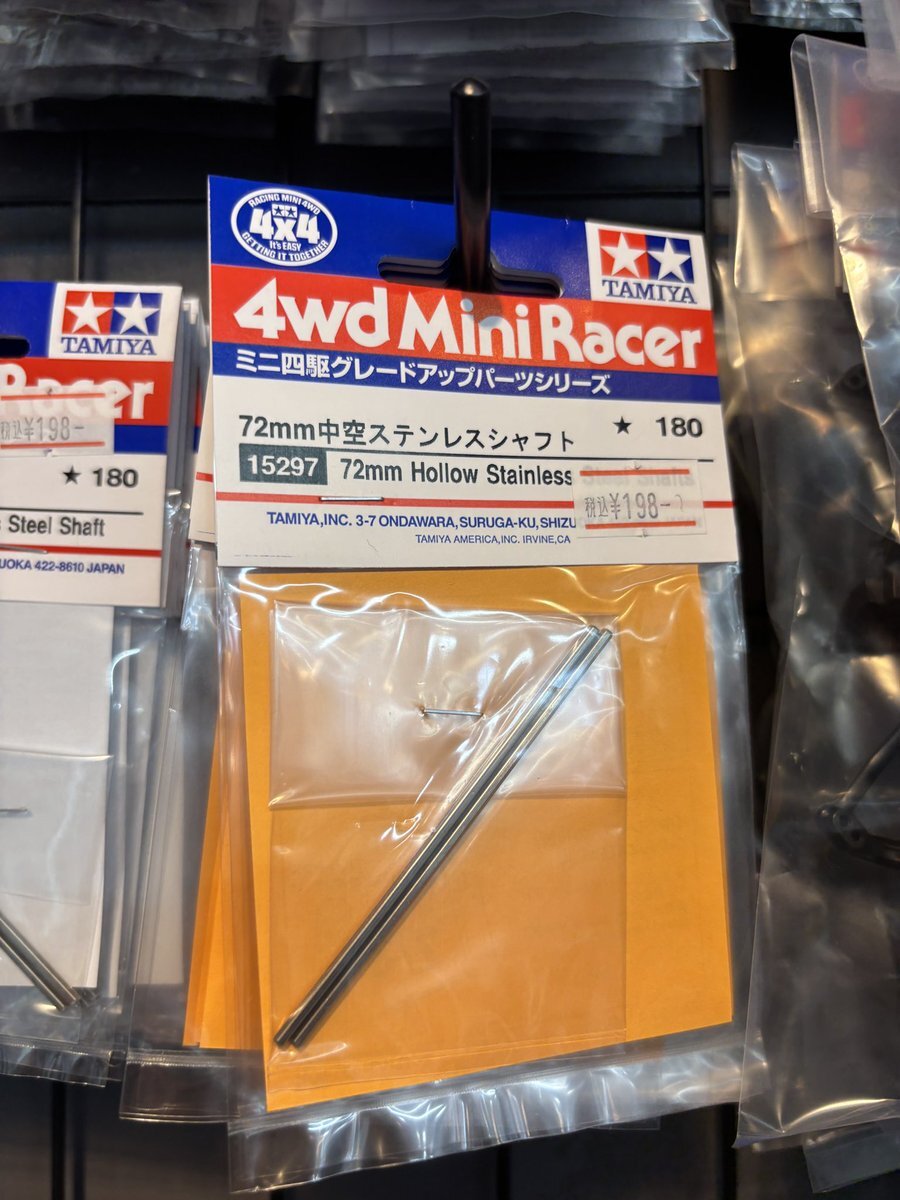 RACING MINI 4WD
4x4
It's EASY
GETTING IT TOGETHER
TAMIYA
4wd Mini Racer
ミニ四駆グレードアップパーツシリーズ
72mm中空ステンレスシャフト ★ 180
15297 72mm Hollow Stainless Steel Shafts
税込¥198-
TAMIYA,INC. 3-7 ONDAWARA,SURUGA-KU,SHIZU
TAMIYA AMERICA,INC. IRVINE,CA
TAMIYA
Racer
税込¥198-
★ 180
Steel Shaft
UOKA 422-8610 JAPAN